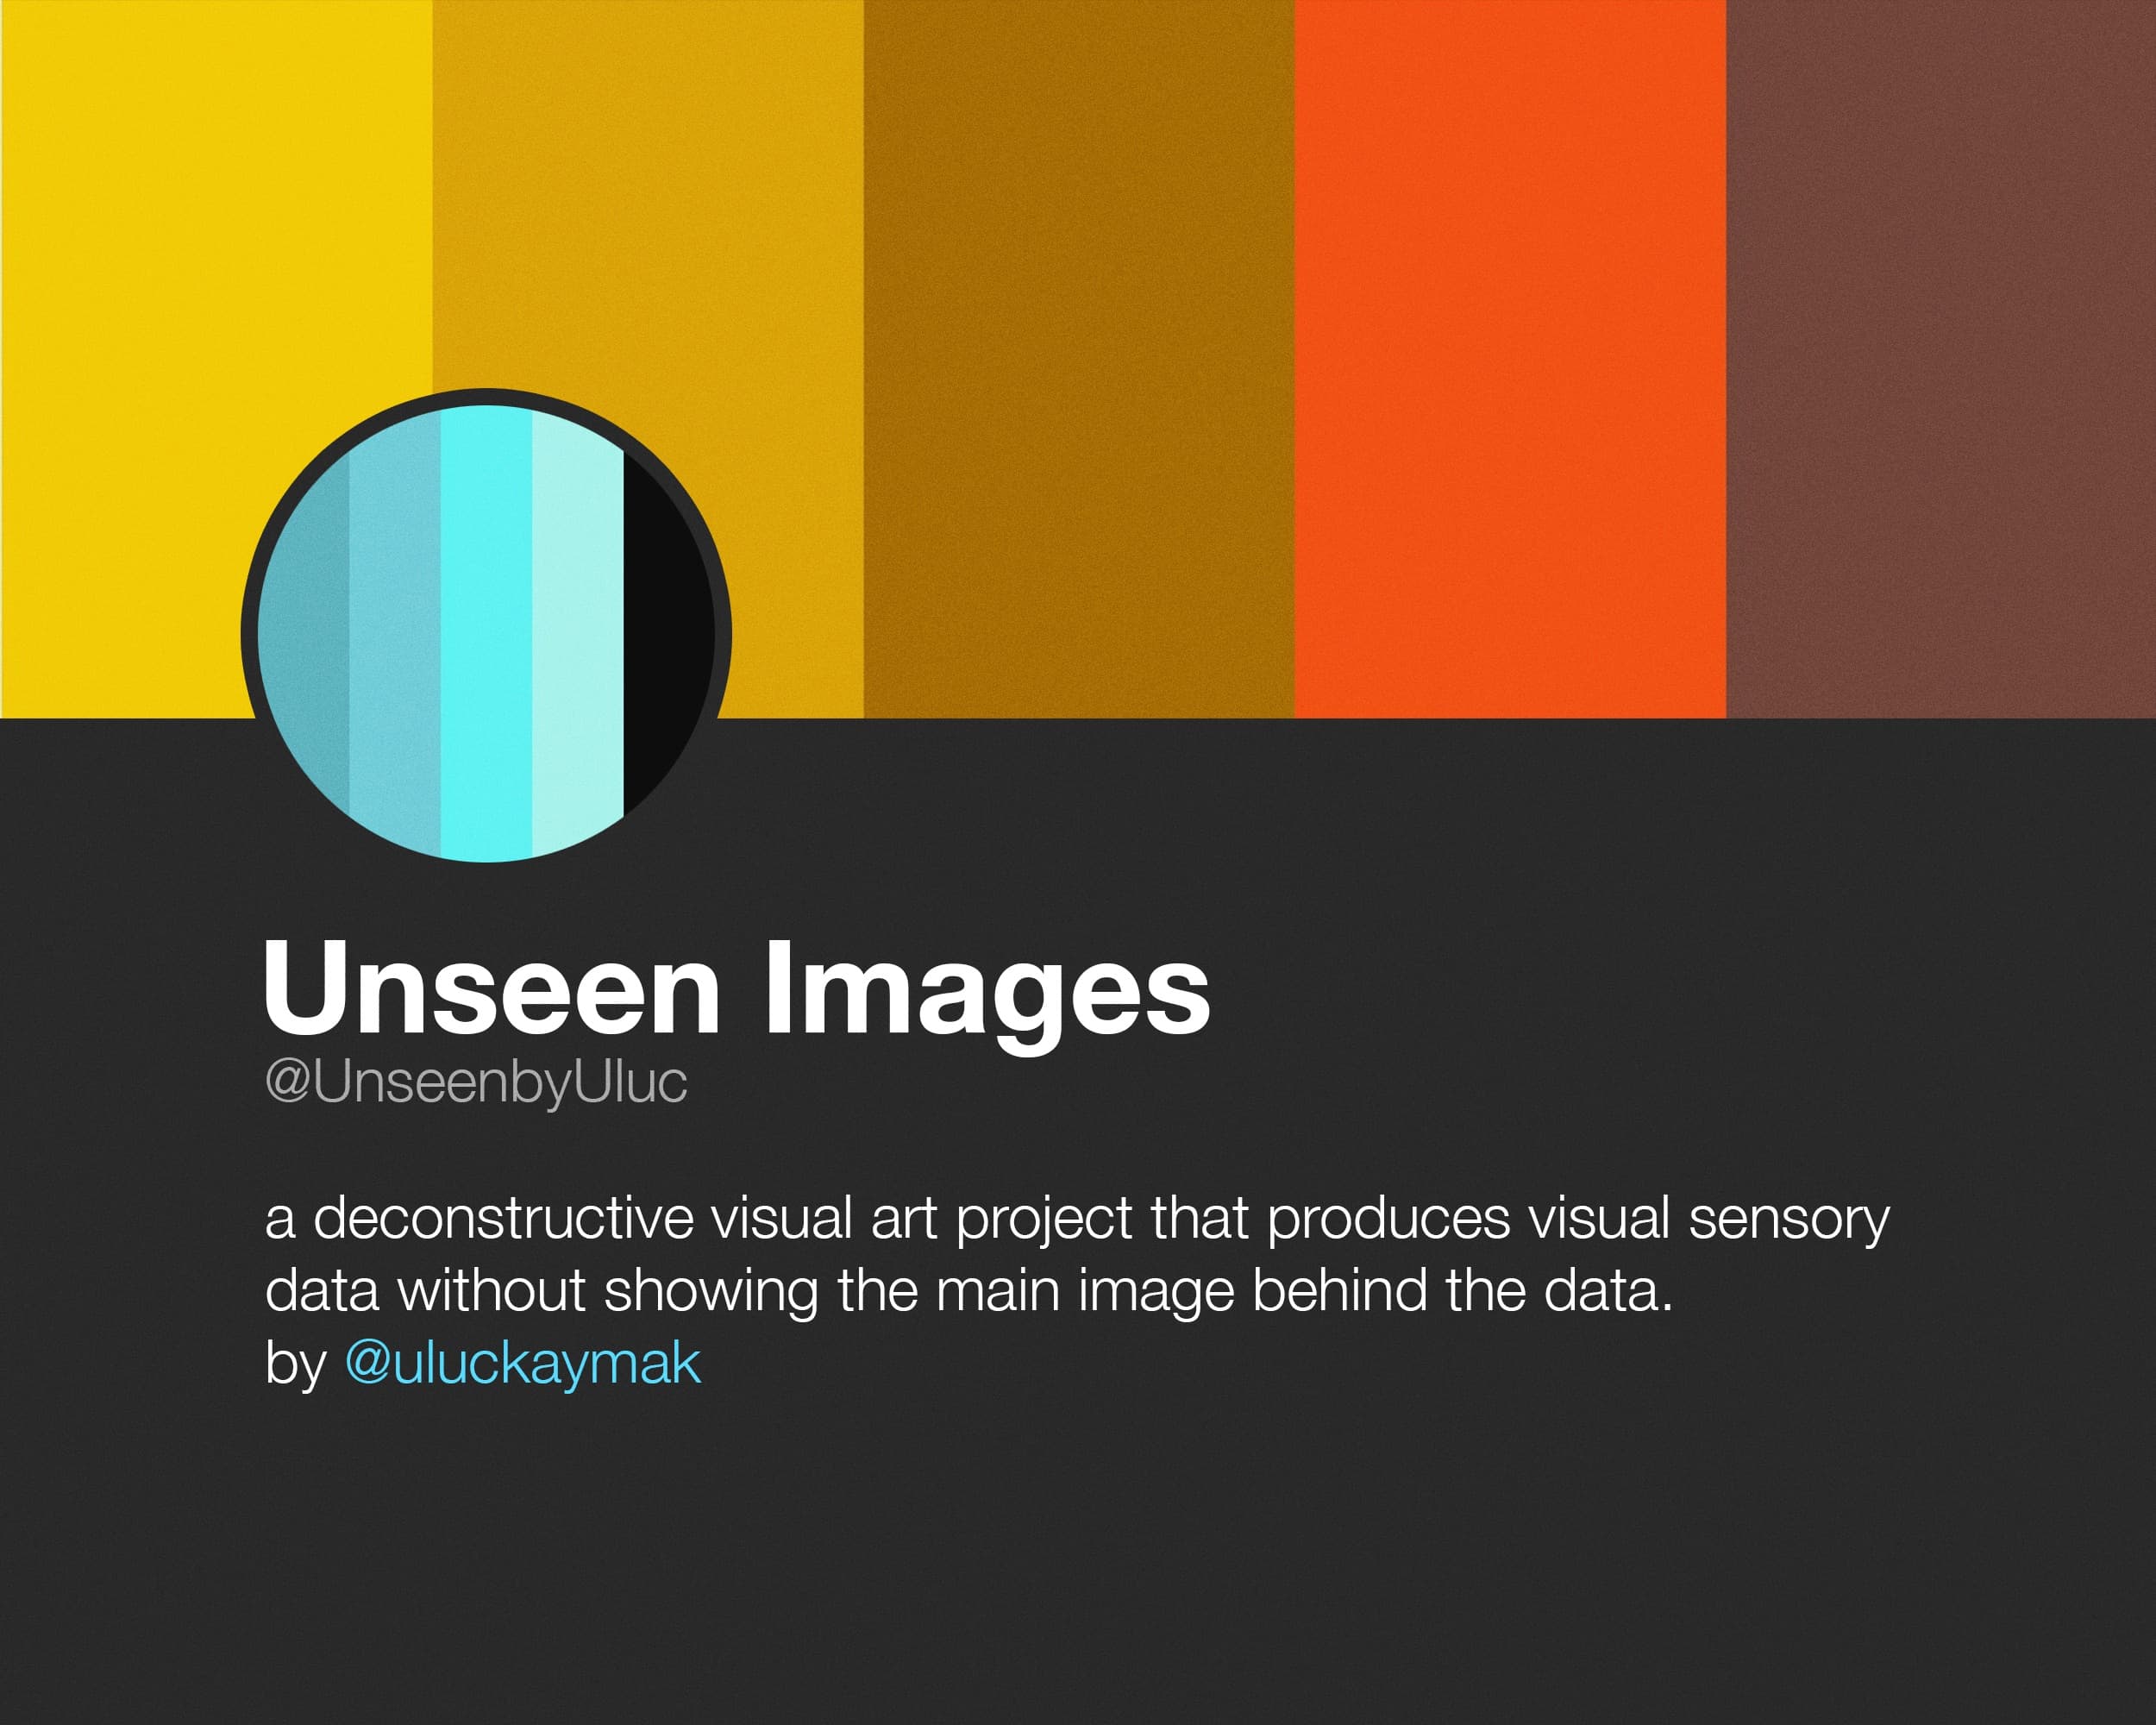 Unseen Images
@UnseenbyUluc
a deconstructive visual art project that produces visual sensory
data without showing the main image behind the data.
by @uluckaymak